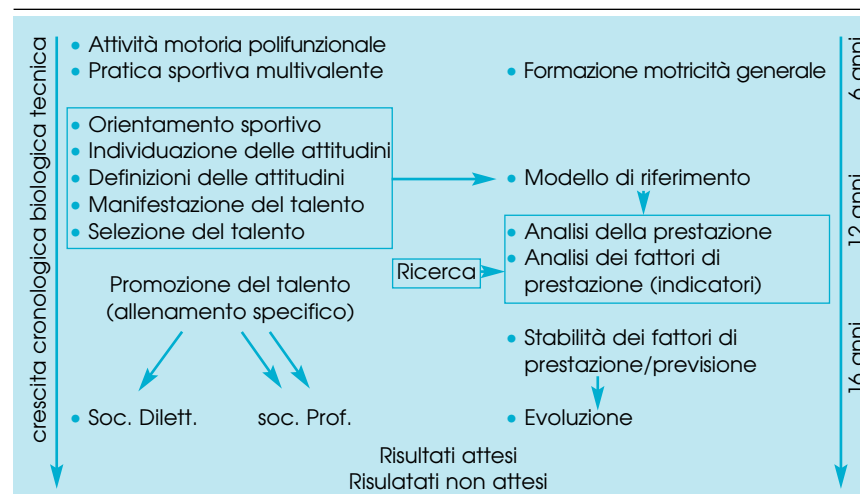 crescita cronologica biologica tecnica
• Attività motoria polifunzionale
• Pratica sportiva multivalente
• Orientamento sportivo
• Individuazione delle attitudini
• Definizioni delle attitudini
• Manifestazione del talento
• Selezione del talento
Promozione del talento
(allenamento specifico)
• Soc. Dilett.
soc. Prof.
• Formazione motricità generale
• Modello di riferimento
• Analisi della prestazione
• Analisi dei fattori di
prestazione (indicatori)
Ricerca
• Stabilità dei fattori di
prestazione/previsione
• Evoluzione
Risultati attesi
Risulatati non attesi
6 anni
12 anni
16 anni